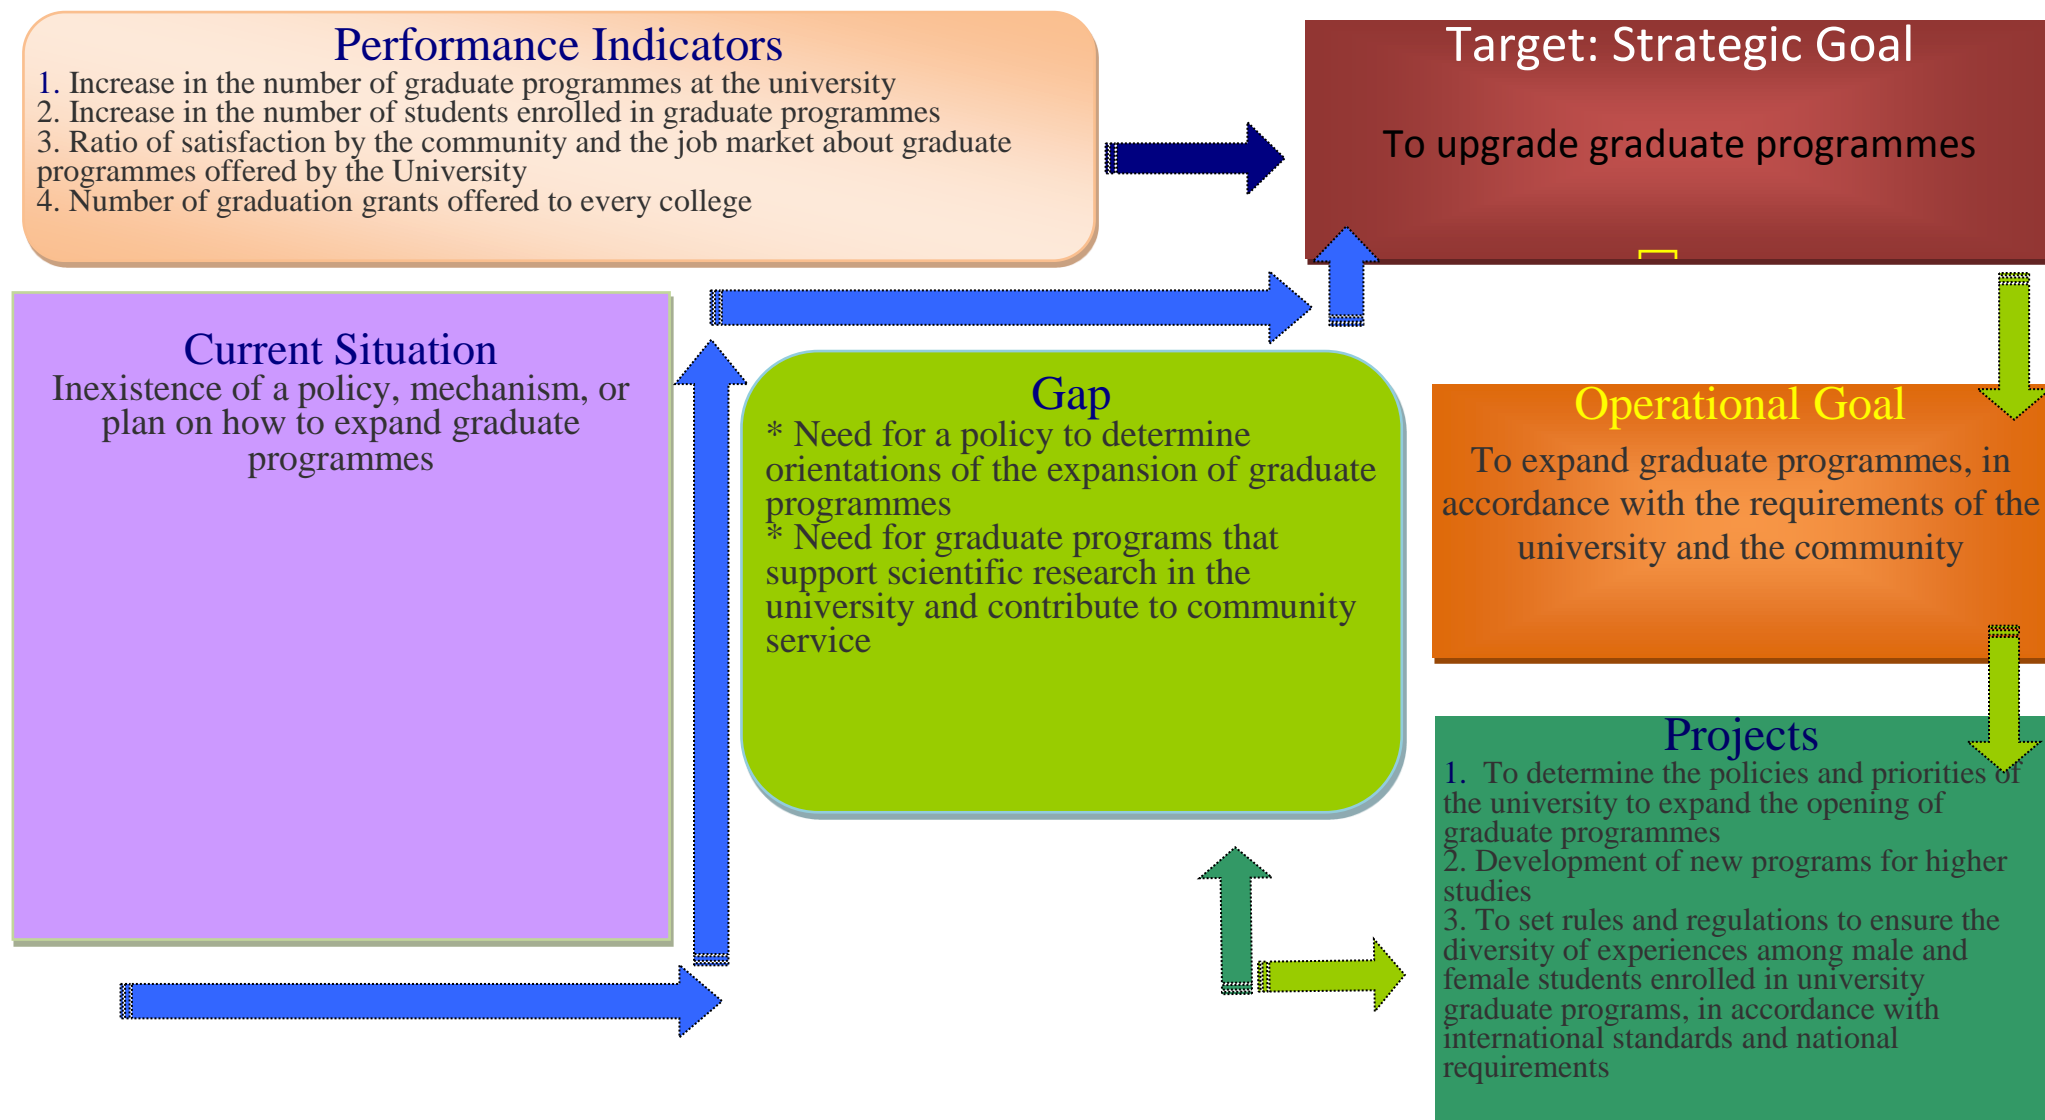 Performance Indicators
1. Increase in the number of graduate programmes at the university
2. Increase in the number of students enrolled in graduate programmes
3. Ratio of satisfaction by the community and the job market about graduate
programmes offered by the University
4. Number of graduation grants offered to every college
Target: Strategic Goal
To upgrade graduate programmes
Current Situation
Inexistence of a policy, mechanism, or
plan on how to expand graduate
programmes
Gap
* Need for a policy to determine
orientations of the expansion of graduate
programmes
* Need for graduate programs that
support scientific research in the
university and contribute to community
service
Operational Goal
To expand graduate programmes, in
accordance with the requirements of the
university and the community
Projects
1. To determine the policies and priorities of
the university to expand the opening of
graduate programmes
2. Development of new programs for higher
studies
3. To set rules and regulations to ensure the
diversity of experiences among male and
female students enrolled in university
graduate programs, in accordance with
international standards and national
requirements